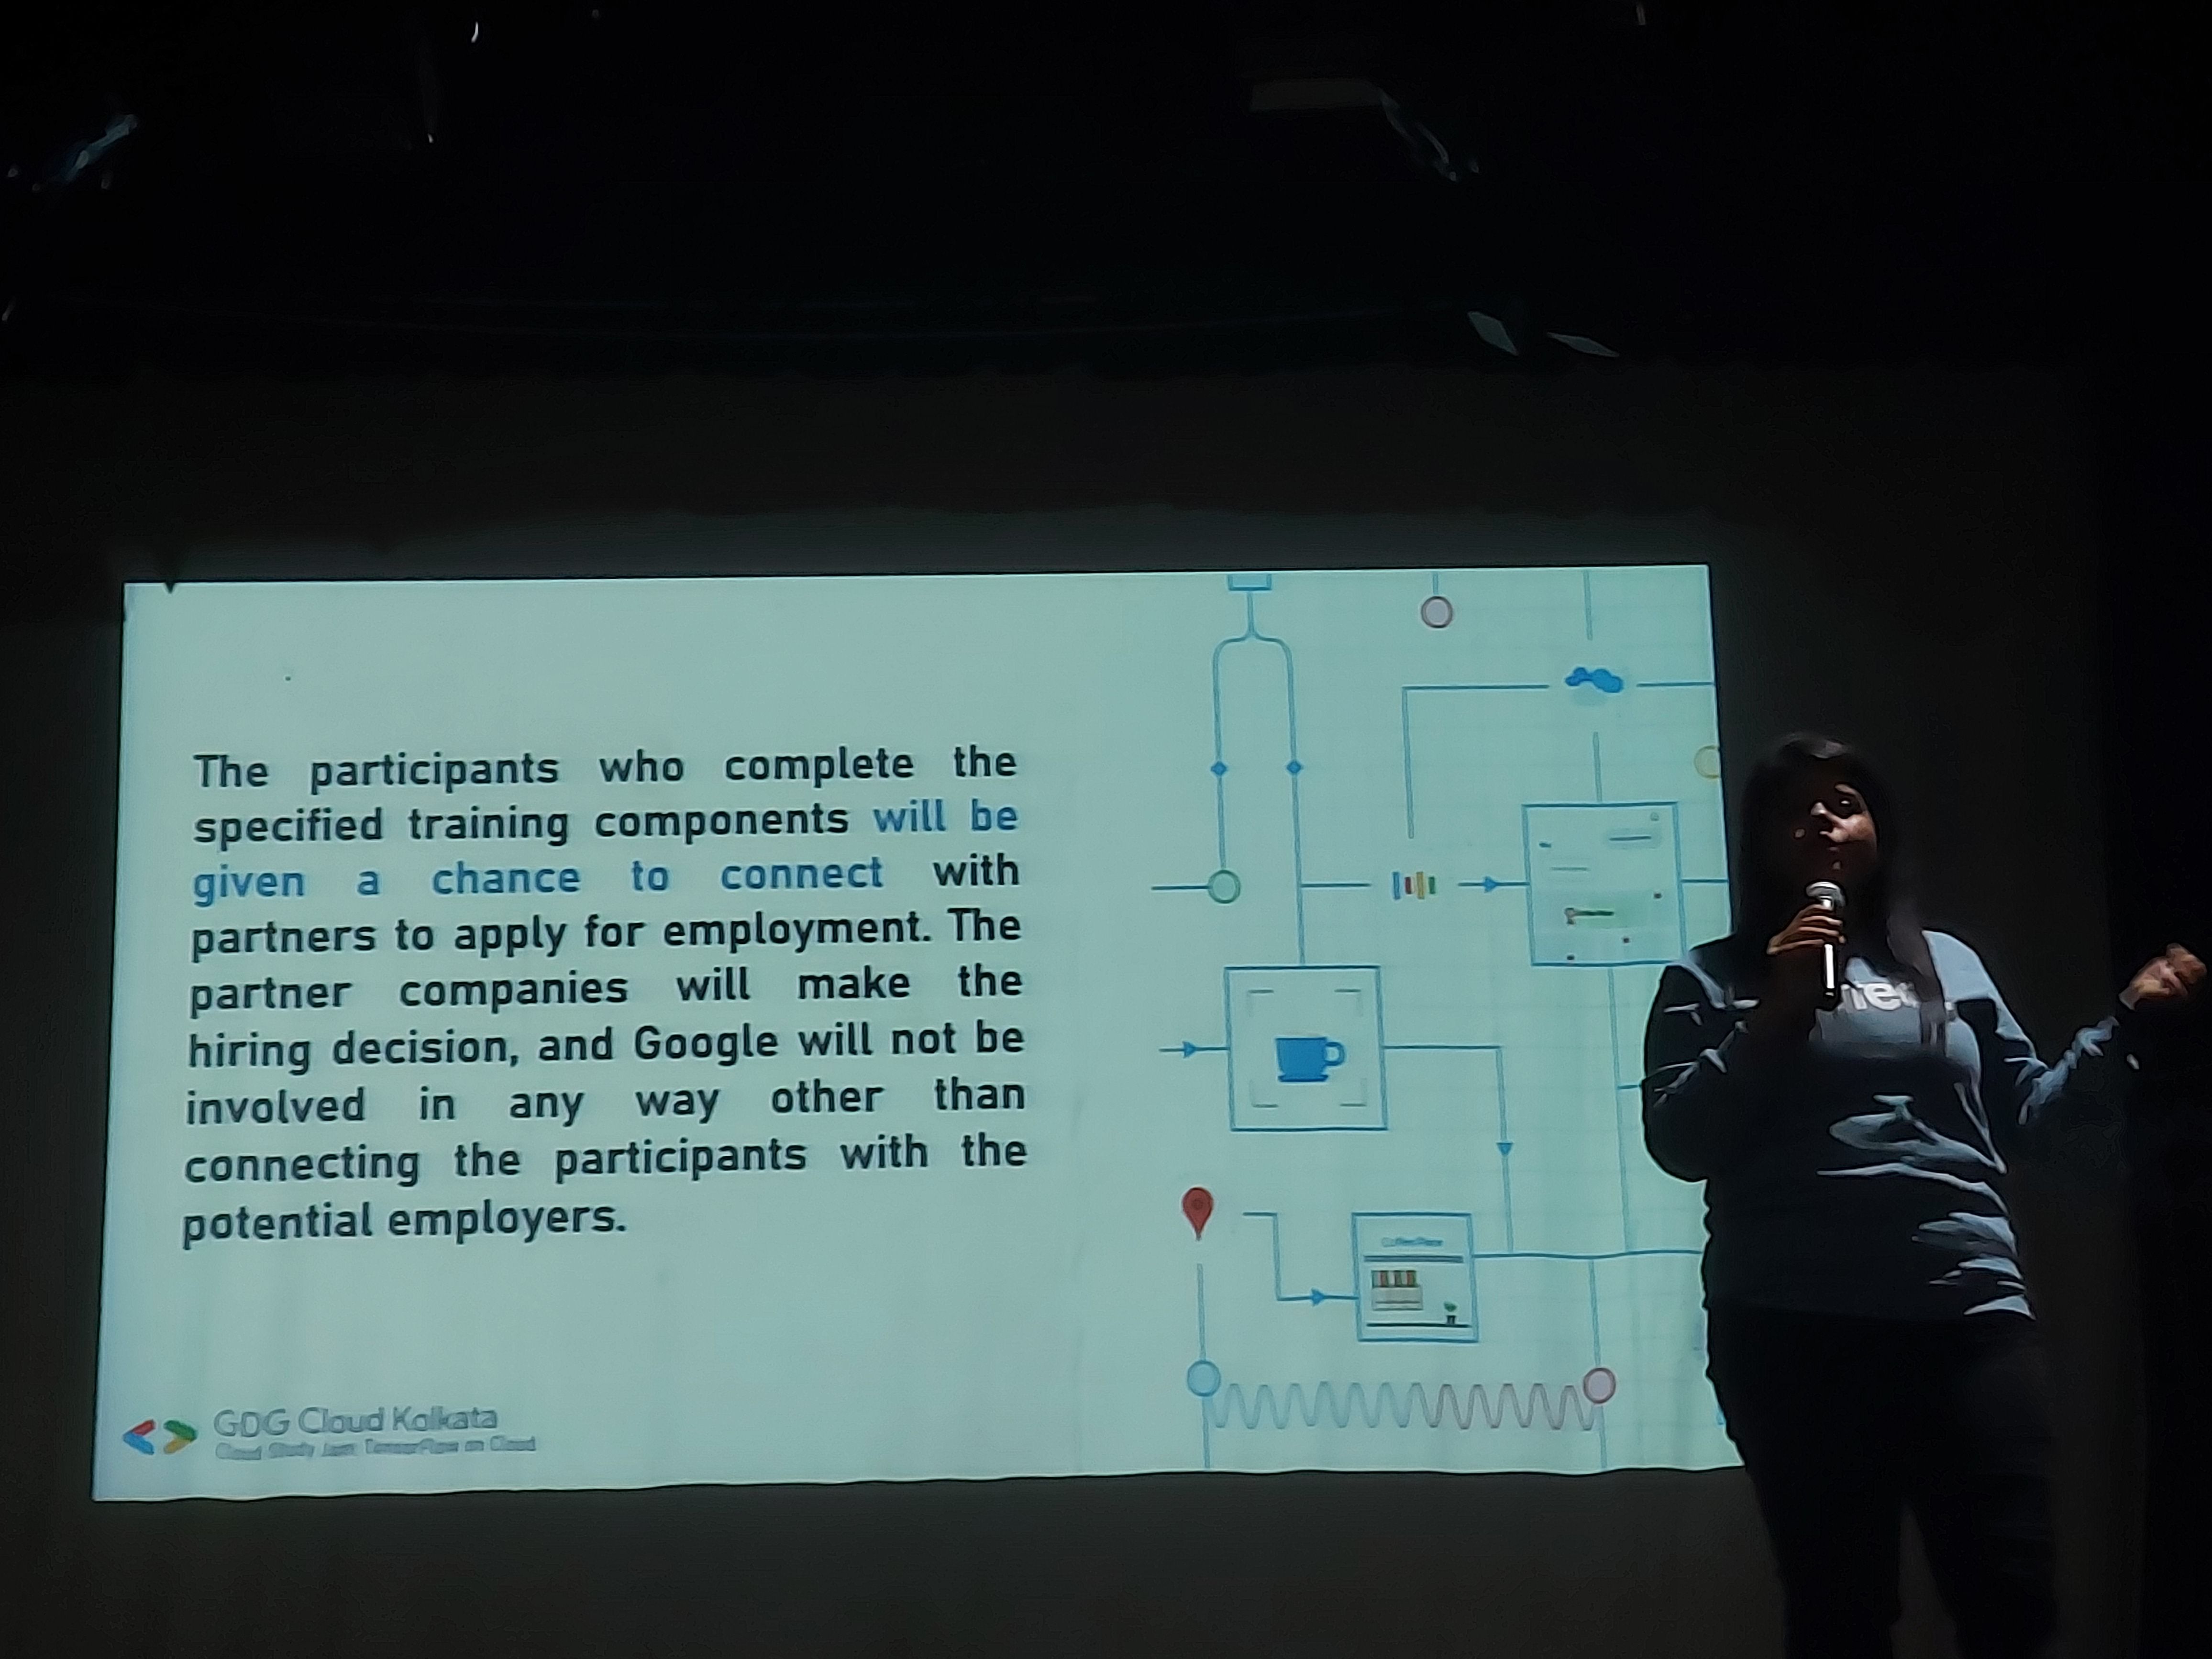 The participants who complete the
specified training components will be
given a chance to connect with
partners to apply for employment. The
partner companies will make the
hiring decision, and Google will not be
involved in any way other than
connecting the participants with the
potential employers.
GDG Cloud Kolkata
Cloud Study Jam: TensorFlow on Cloud